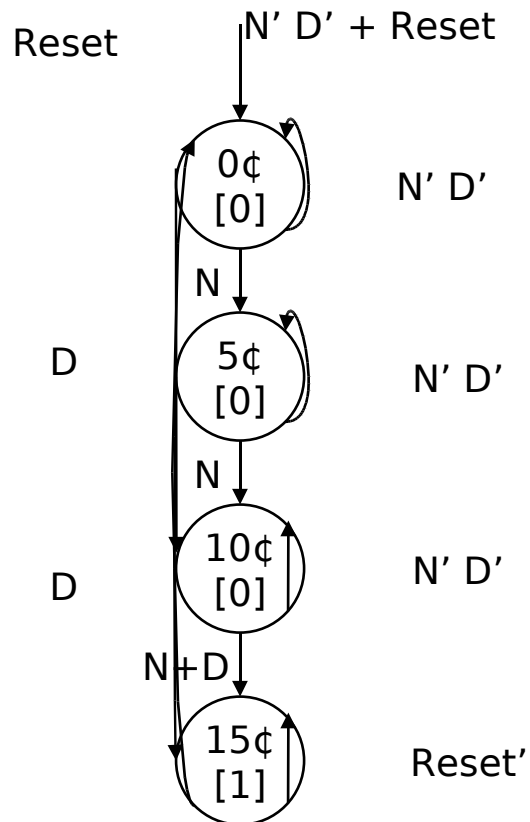 N’ D’ + Reset
Reset
0¢
[0]
N’ D’
N
5¢
[0]
D
N’ D’
N
10¢
[0]
N’ D’
D
N+D
15¢
[1]
Reset’